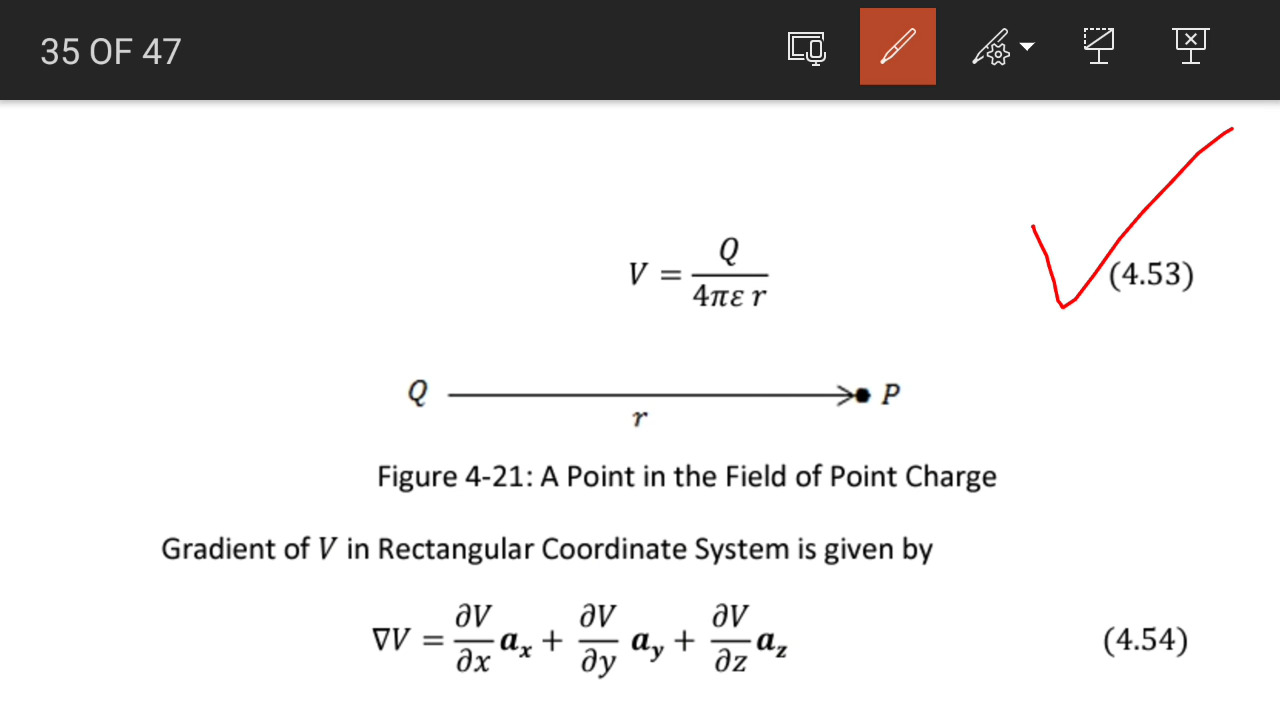 35 OF 47
V = Q / 4πε r (4.53)
Q r P
Figure 4-21: A Point in the Field of Point Charge
Gradient of V in Rectangular Coordinate System is given by
∇V = ∂V/∂x aₓ + ∂V/∂y a_y + ∂V/∂z a_z (4.54)